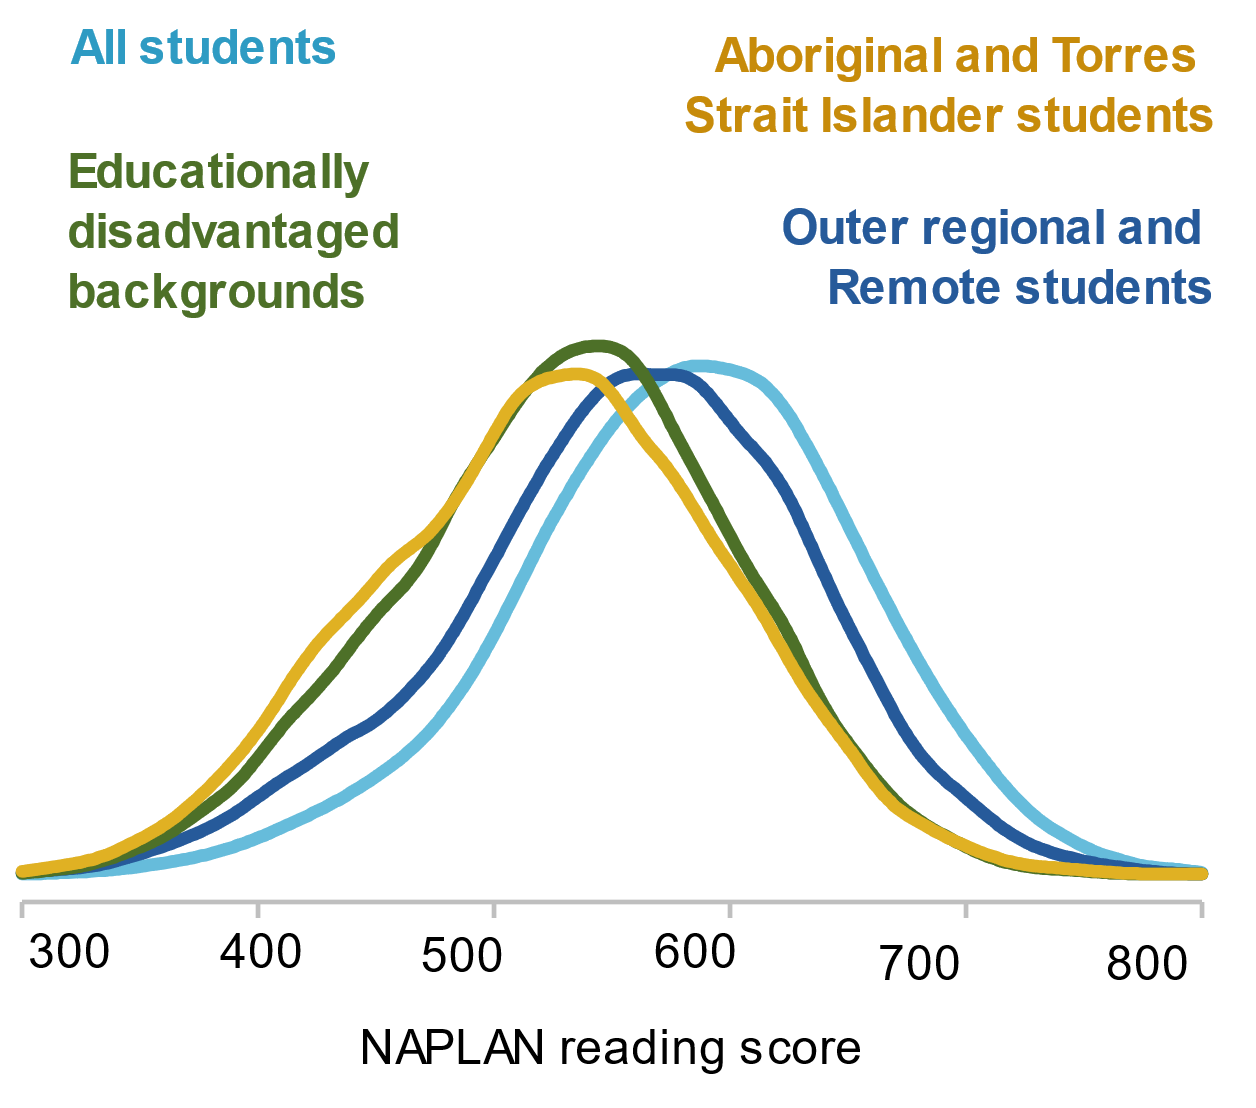 All students
Educationally
disadvantaged
backgrounds
Aboriginal and Torres
Strait Islander students
Outer regional and
Remote students
300 400 500 600 700 800
NAPLAN reading score